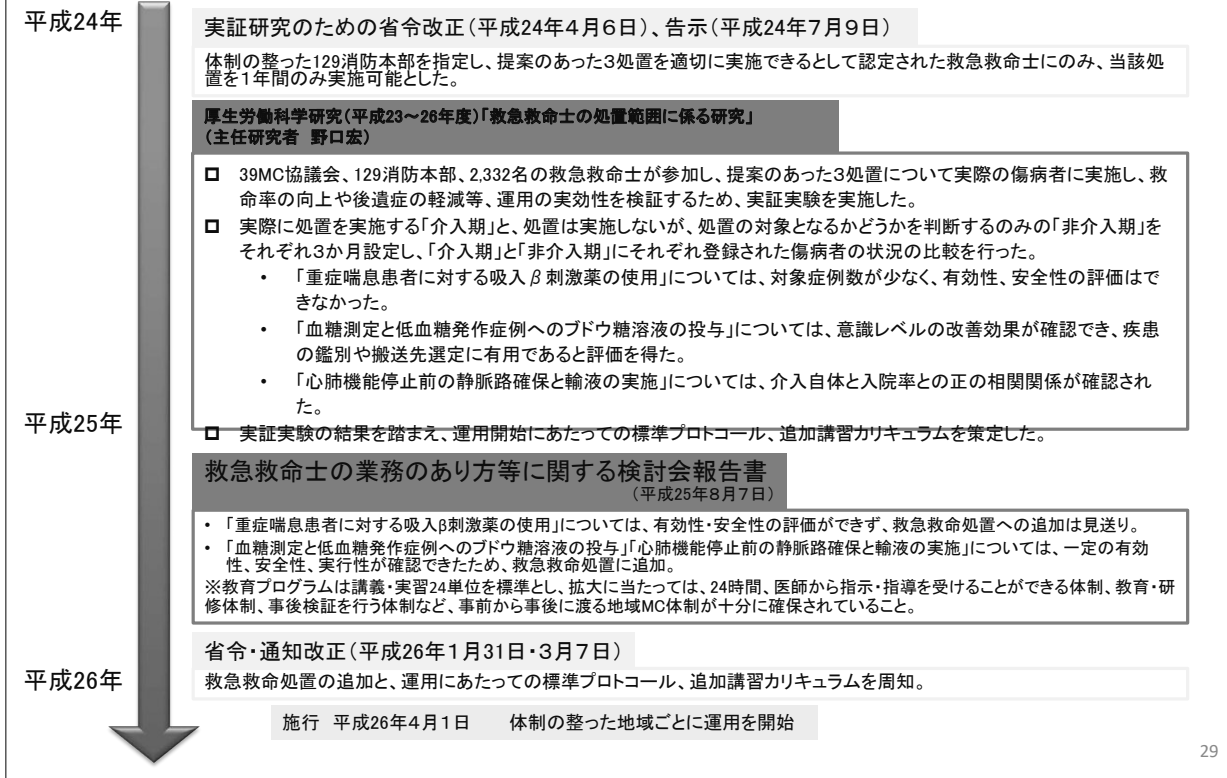 平成24年
実証研究のための省令改正(平成24年4月6日)、告示(平成24年7月9日)
体制の整った129消防本部を指定し、提案のあった3処置を適切に実施できるとして認定された救急救命士にのみ、当該処
置を1年間のみ実施可能とした。
厚生労働科学研究(平成23~26年度)「救急救命士の処置範囲に係る研究」
(主任研究者 野口宏)
39MC協議会、129消防本部、2,332名の救急救命士が参加し、提案のあった3処置について実際の傷病者に実施し、救
命率の向上や後遺症の軽減等、運用の実効性を検証するため、実証実験を実施した。
実際に処置を実施する「介入期」と、処置は実施しないが、処置の対象となるかどうかを判断するのみの「非介入期」を
それぞれ3か月設定し、「介入期」と「非介入期」にそれぞれ登録された傷病者の状況の比較を行った。
・ 「重症喘息患者に対する吸入β刺激薬の使用」については、対象症例数が少なく、有効性、安全性の評価はで
きなかった。
・ 「血糖測定と低血糖発作症例へのブドウ糖溶液の投与」については、意識レベルの改善効果が確認でき、疾患
の鑑別や搬送先選定に有用であると評価を得た。
・ 「心肺機能停止前の静脈路確保と輸液の実施」については、介入自体と入院率との正の相関関係が確認され
た。
平成25年
実証実験の結果を踏まえ、運用開始にあたっての標準プロトコール、追加講習カリキュラムを策定した。
救急救命士の業務のあり方等に関する検討会報告書
(平成25年8月7日)
・ 「重症喘息患者に対する吸入β刺激薬の使用」については、有効性・安全性の評価ができず、救急救命処置への追加は見送り。
・ 「血糖測定と低血糖発作症例へのブドウ糖溶液の投与」「心肺機能停止前の静脈路確保と輸液の実施」については、一定の有効
性、安全性、実行性が確認できたため、救急救命処置に追加。
※教育プログラムは講義・実習24単位を標準とし、拡大に当たっては、24時間、医師から指示・指導を受けることができる体制、教育・研
修体制、事後検証を行う体制など、事前から事後に渡る地域MC体制が十分に確保されていること。
省令・通知改正(平成26年1月31日・3月7日)
平成26年
救急救命処置の追加と、運用にあたっての標準プロトコール、追加講習カリキュラムを周知。
施行 平成26年4月1日 体制の整った地域ごとに運用を開始
29